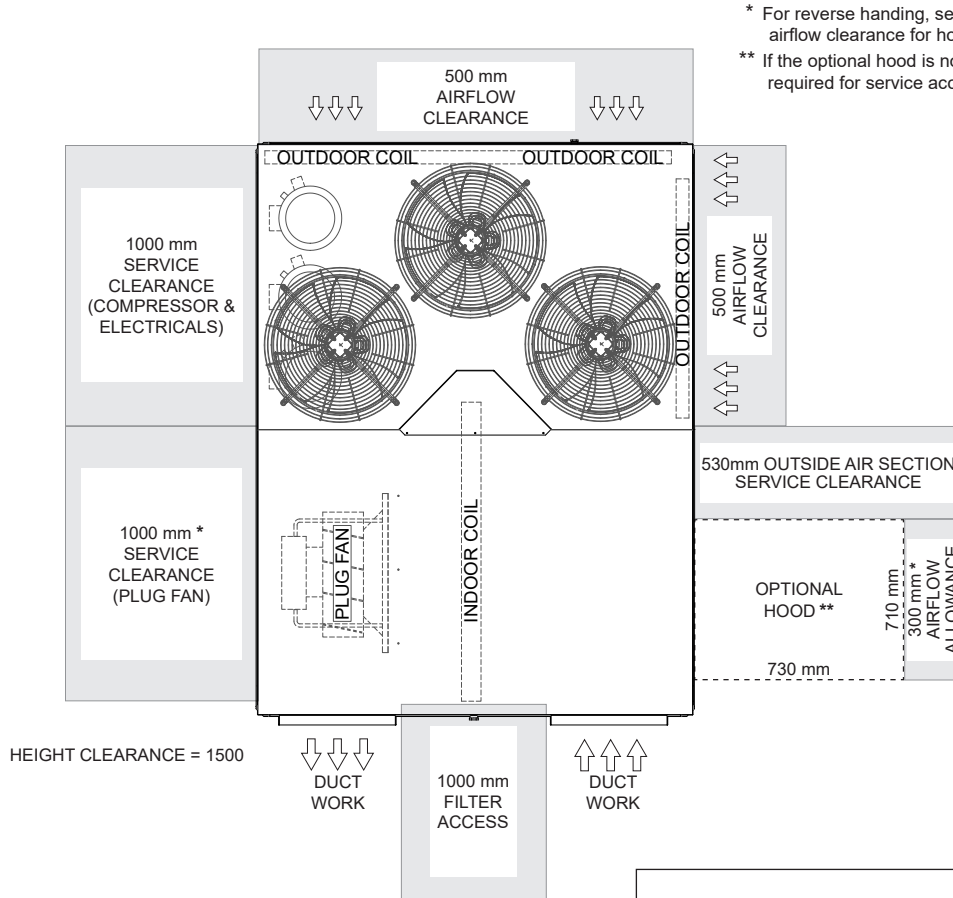 * For reverse handing, se
airflow clearance for ho
** If the optional hood is no
required for service acc
500 mm
AIRFLOW
CLEARANCE
OUTDOOR COIL
OUTDOOR COIL
1000 mm
SERVICE
CLEARANCE
(COMPRESSOR &
ELECTRICALS)
OUTDOOR COIL
500 mm
AIRFLOW
CLEARANCE
530mm OUTSIDE AIR SECTION
SERVICE CLEARANCE
1000 mm *
SERVICE
CLEARANCE
(PLUG FAN)
PLUG FAN
INDOOR COIL
OPTIONAL
HOOD **
710 mm
730 mm
300 mm *
AIRFLOW
ALLOWANCE
HEIGHT CLEARANCE = 1500
DUCT
WORK
1000 mm
FILTER
ACCESS
DUCT
WORK